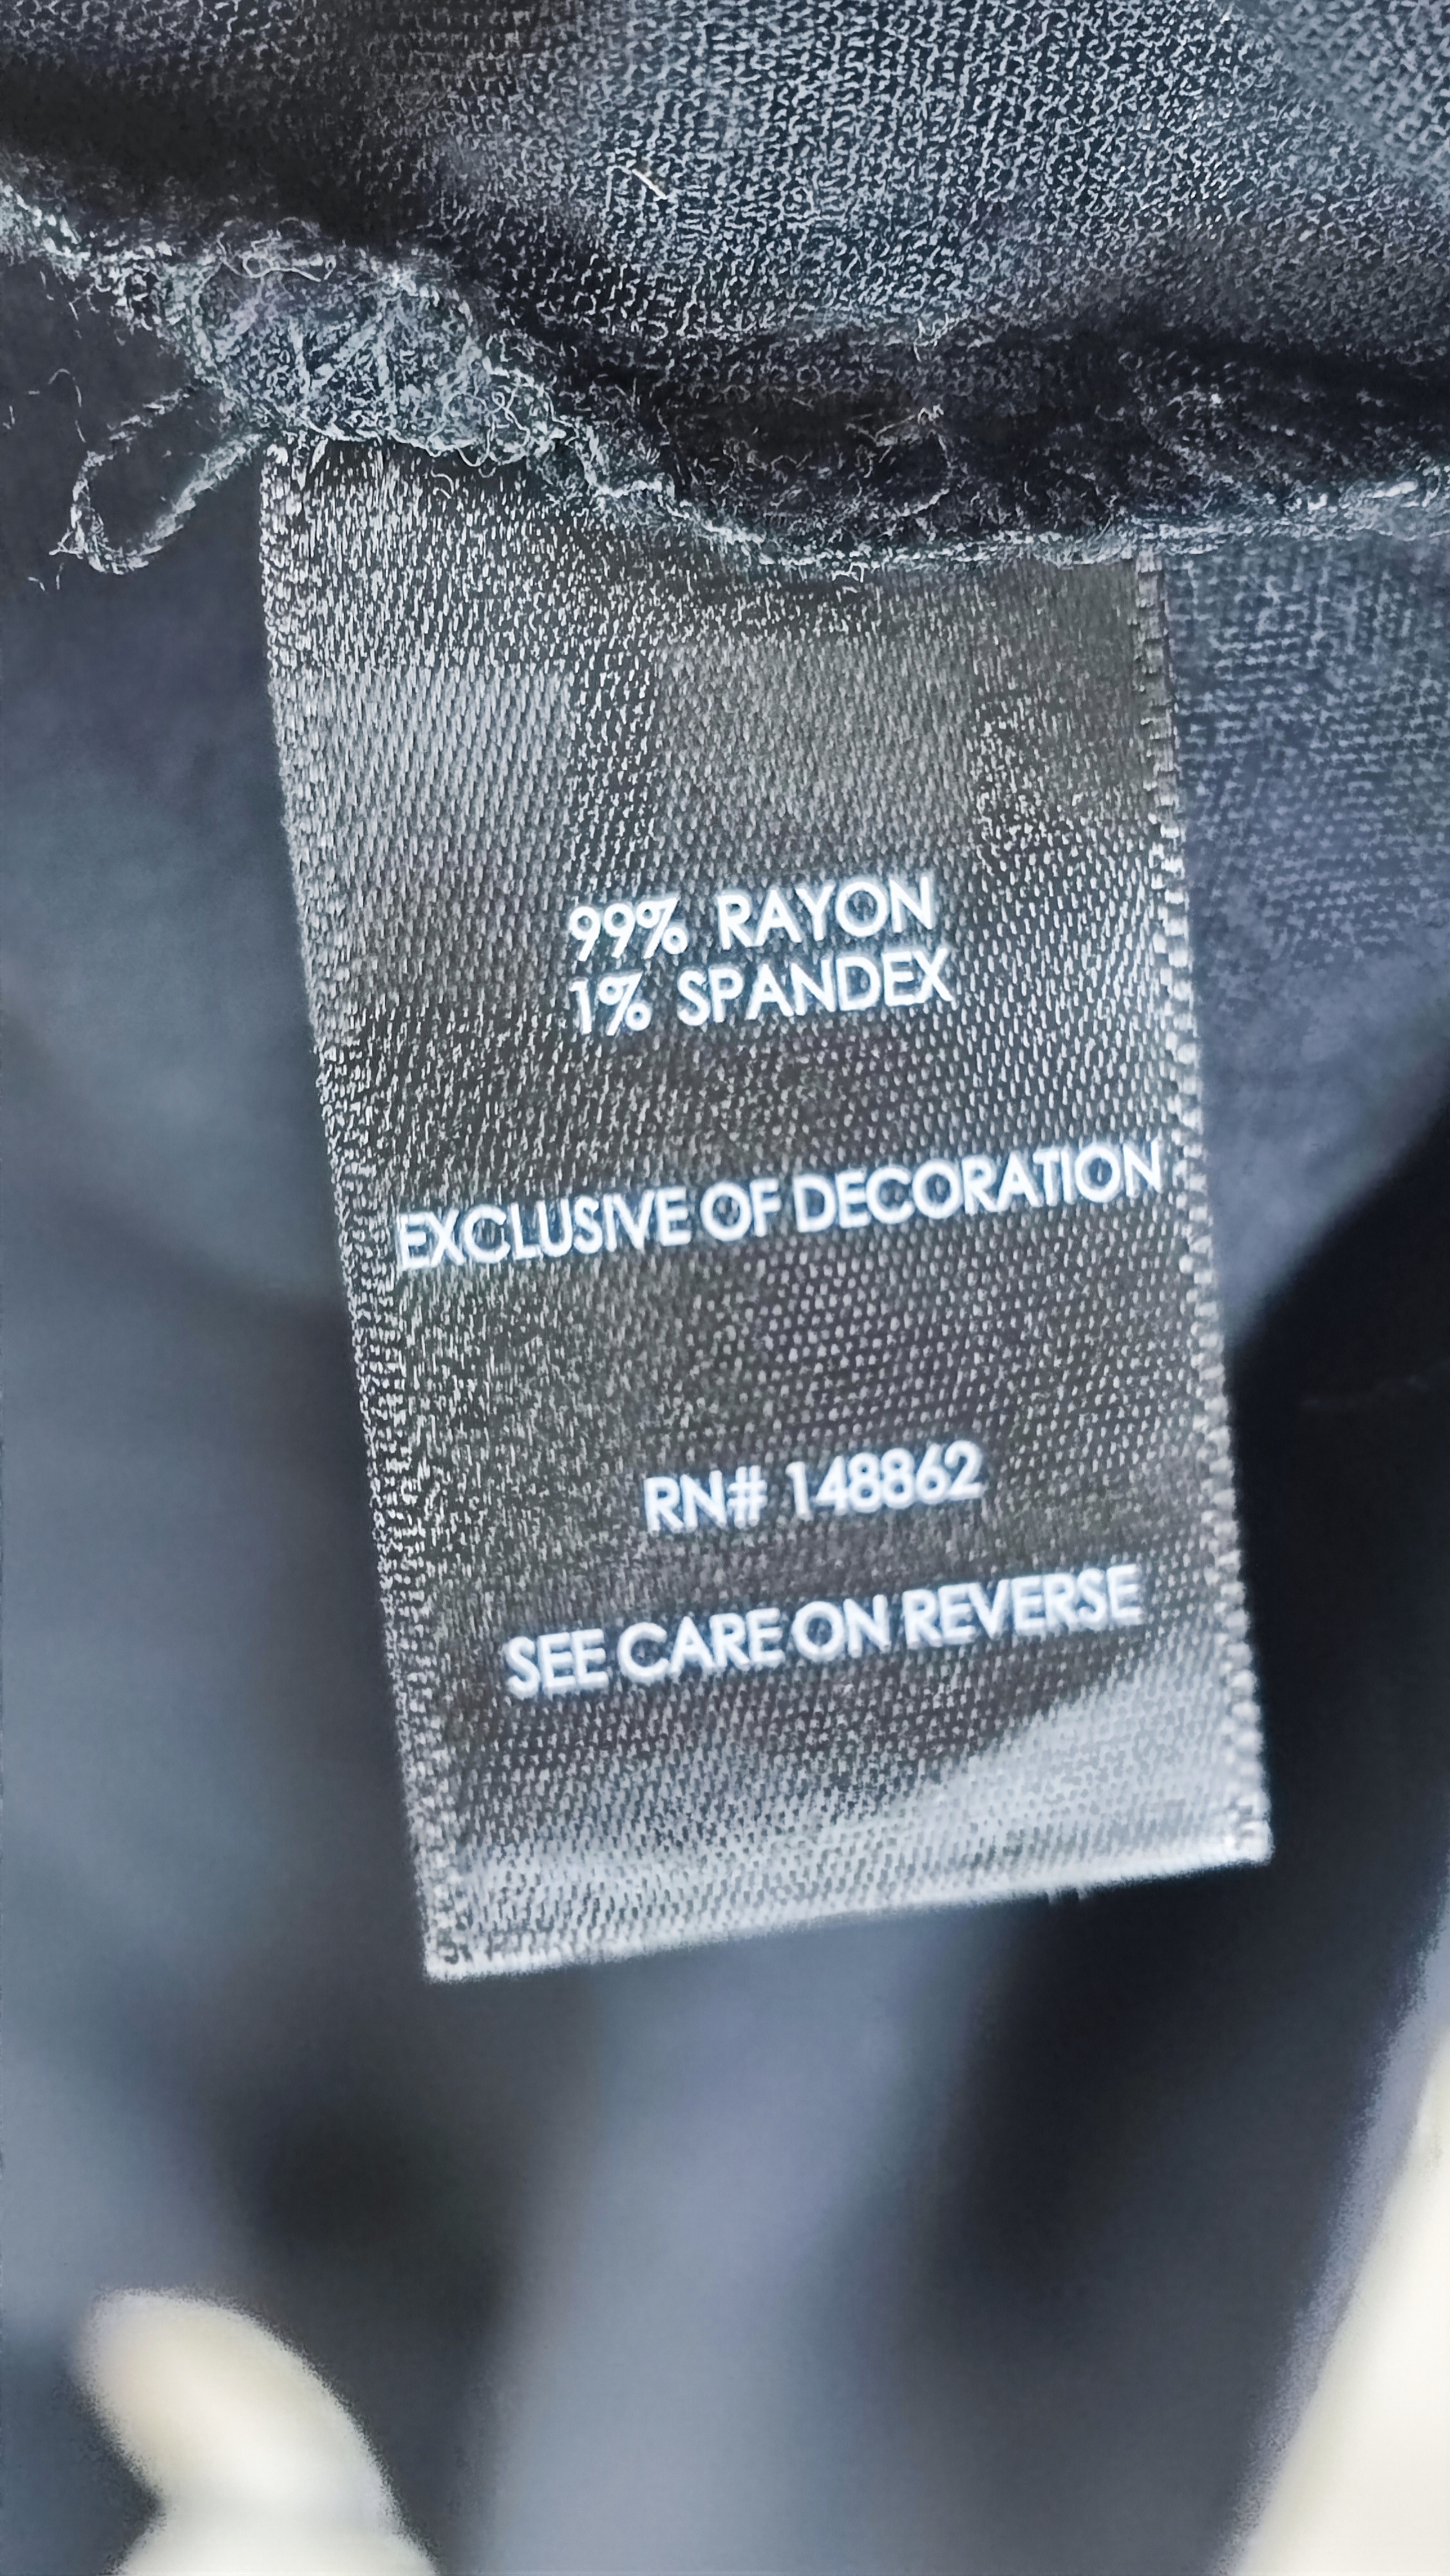 99% RAYON
1% SPANDEX
EXCLUSIVE OF DECORATION
RN# 148862
SEE CARE ON REVERSE